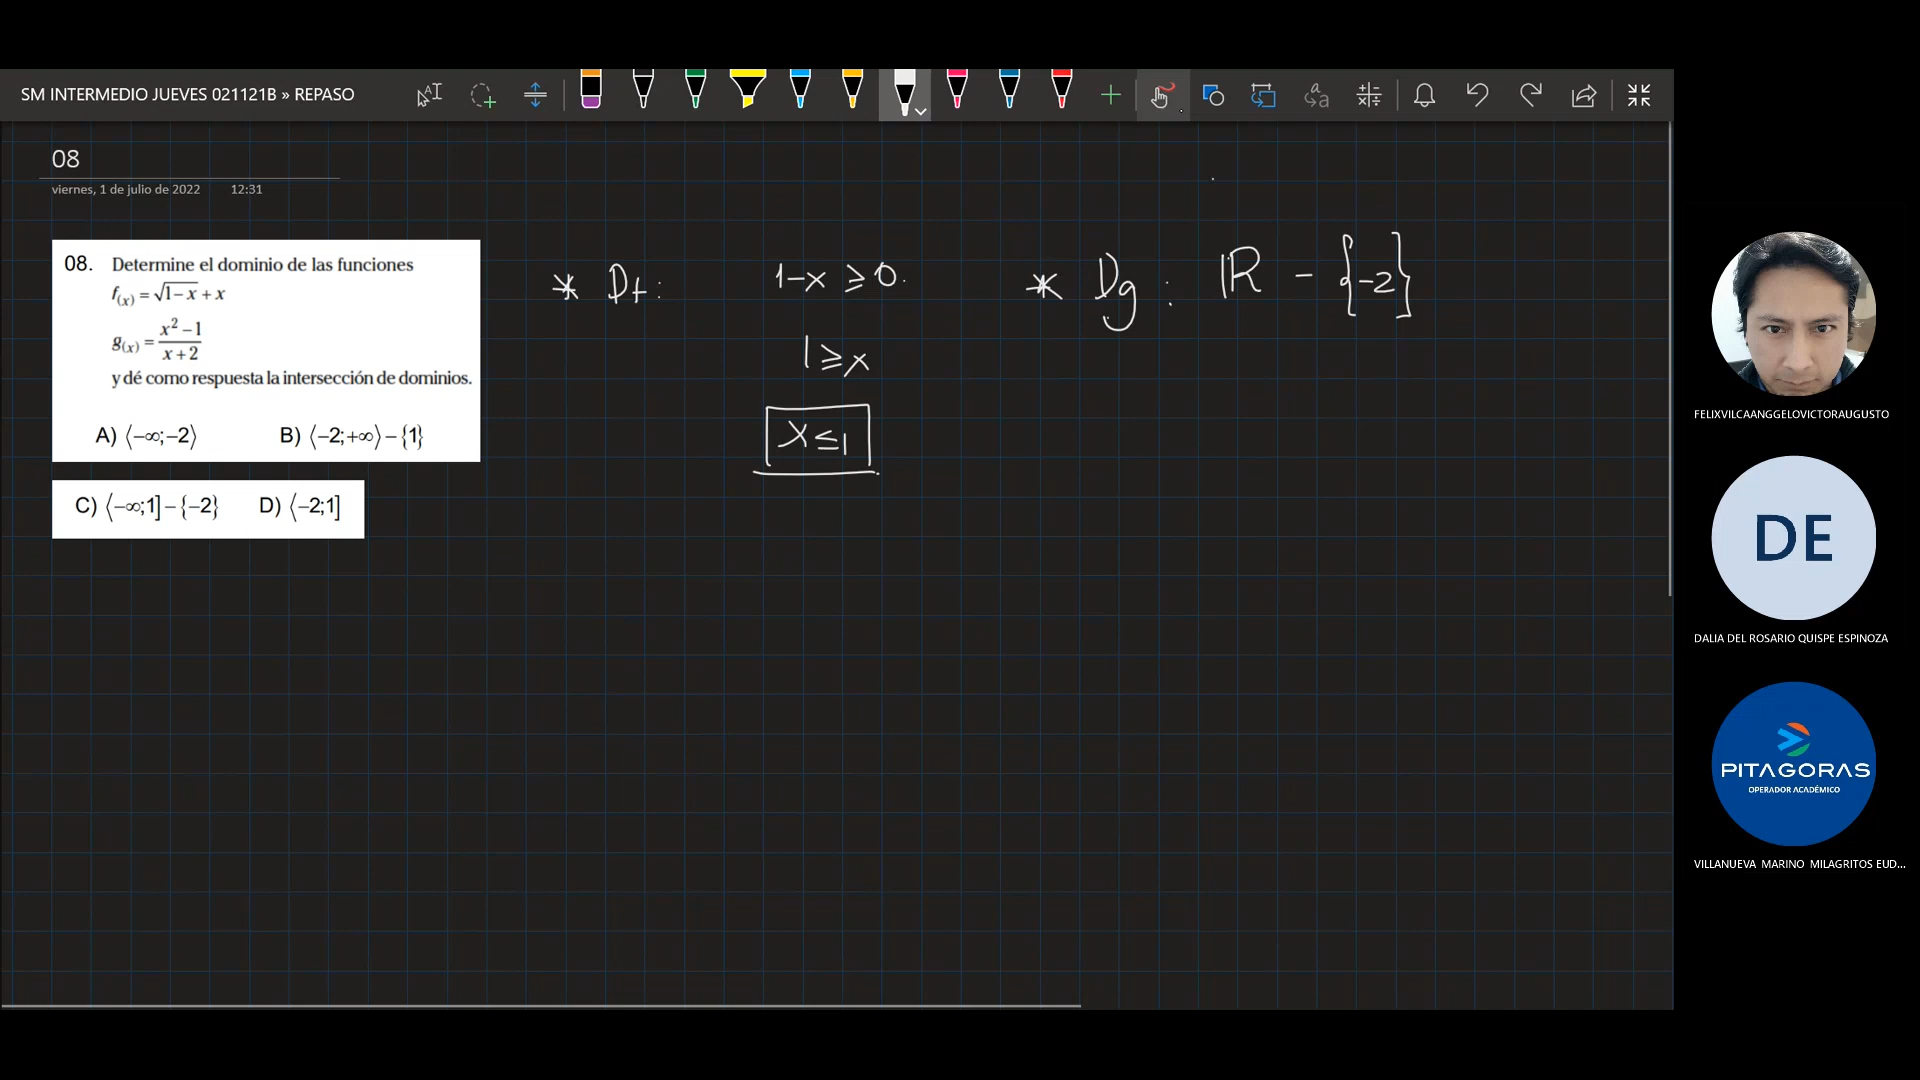 SM INTERMEDIO JUEVES 021121B » REPASO
08
viernes, 1 de julio de 2022 12:31
08. Determine el dominio de las funciones
f(x) = √1−x + x
g(x) = x² − 1 / x + 2
y dé como respuesta la intersección de dominios.
A) ⟨−∞;−2⟩ B) ⟨−2;+∞⟩ − {1}
C) ⟨−∞;1] − {−2} D) ⟨−2;1]
* Df: 1−x ≥ 0.
1 ≥ x
x ≤ 1
* Dg: ℝ − {−2}
FELIXVILCAANGGELOVICTORAUGUSTO
DE
DALIA DEL ROSARIO QUISPE ESPINOZA
PITAGORAS
OPERADOR ACADÉMICO
VILLANUEVA MARINO MILAGRITOS EUD...